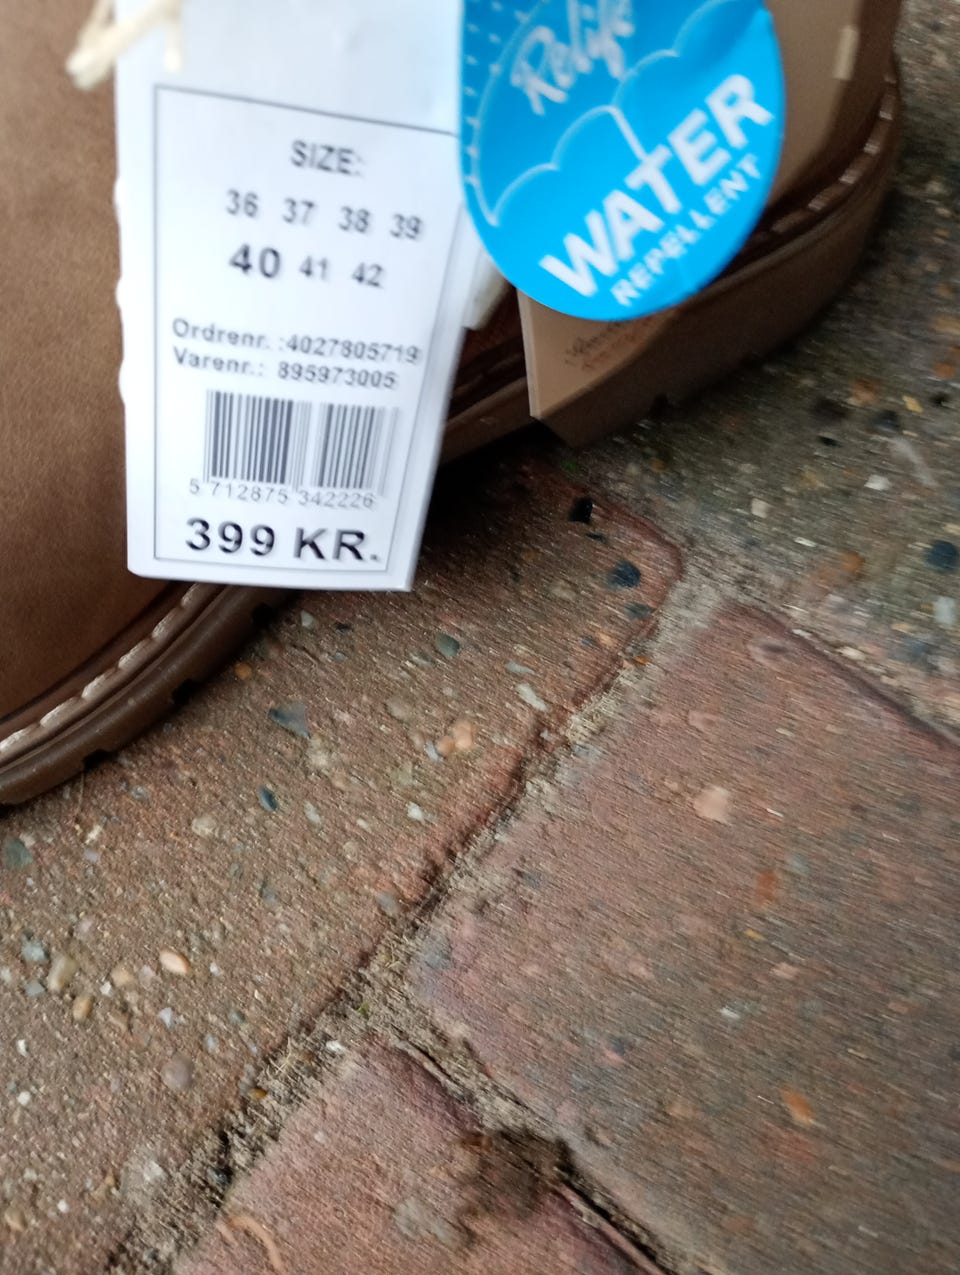 SIZE:
36 37 38 39
40 41 42
Ordrenr. :4027805719
Varenr.: 895973005
5 712875 342226
399 KR.
Relife
WATER
REPELLENT